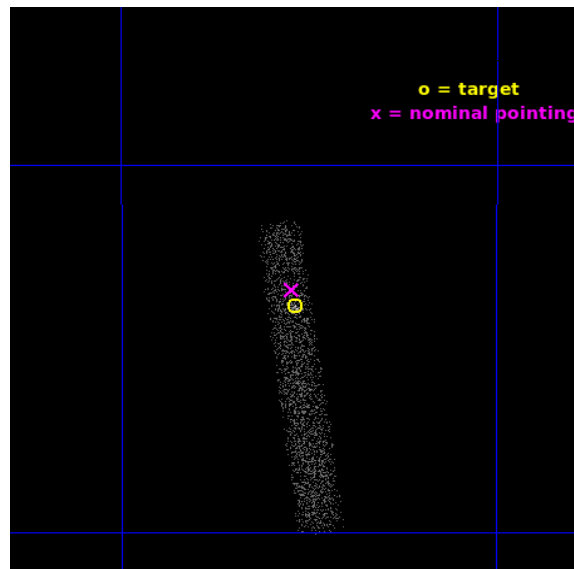 o = target
x = nominal pointing